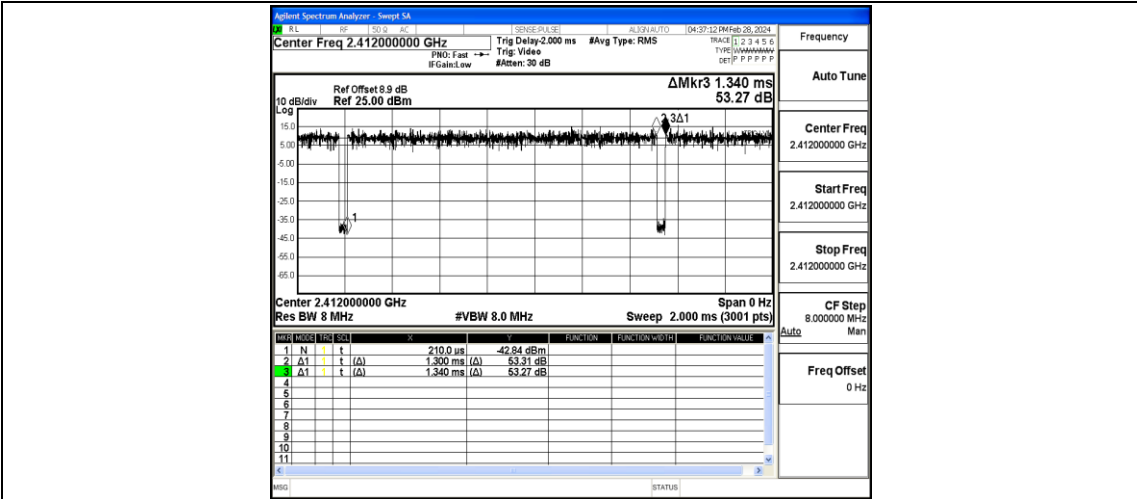 Agilent Spectrum Analyzer - Swept SA
RL RF 50 Ω AC SENSE:PULSE ALIGN AUTO 04:37:12 PM Feb 28, 2024
Center Freq 2.412000000 GHz
PNO: Fast
IFGain:Low
Trig Delay-2.000 ms
Trig: Video
#Atten: 30 dB
#Avg Type: RMS
TRACE 1 2 3 4 5 6
TYPE
DET P P P P P P
Ref Offset 8.9 dB
10 dB/div Ref 25.00 dBm
Log
ΔMkr3 1.340 ms
53.27 dB
15.0
5.00
-5.00
-15.0
-25.0
-35.0
-45.0
-55.0
-65.0
1
3Δ1
Center 2.412000000 GHz Span 0 Hz
Res BW 8 MHz #VBW 8.0 MHz Sweep 2.000 ms (3001 pts)
MKR MODE TRC SCL X Y FUNCTION FUNCTION WIDTH FUNCTION VALUE
1 N 1 t 210.0 µs -42.84 dBm
2 Δ1 1 t (Δ) 1.300 ms (Δ) 53.31 dB
3 Δ1 1 t (Δ) 1.340 ms (Δ) 53.27 dB
4
5
6
7
8
9
10
11
MSG STATUS
Frequency
Auto Tune
Center Freq
2.412000000 GHz
Start Freq
2.412000000 GHz
Stop Freq
2.412000000 GHz
CF Step
8.000000 MHz
Auto Man
Freq Offset
0 Hz